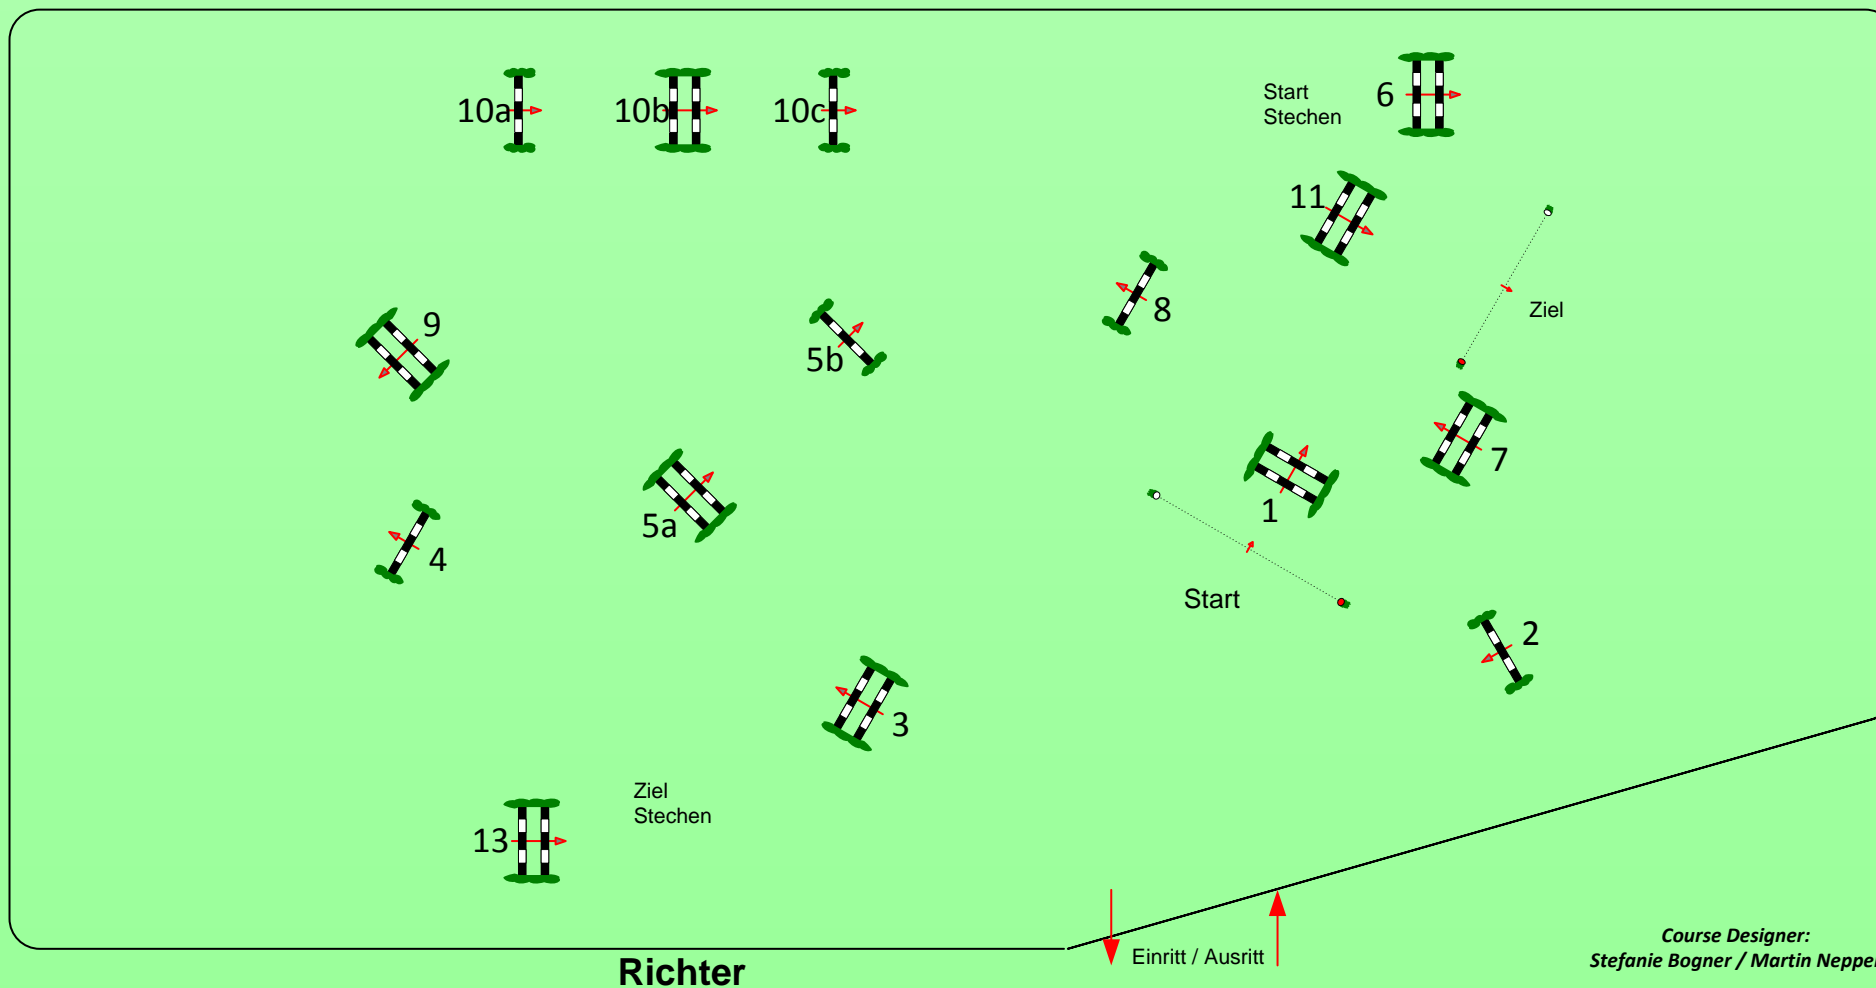 10a
10b
10c
Start
Stechen
6
11
8
9
5b
Ziel
7
1
5a
4
Start
2
3
Ziel
Stechen
13
Einritt / Ausritt
Richter
Course Designer:
Stefanie Bogner / Martin Neppe